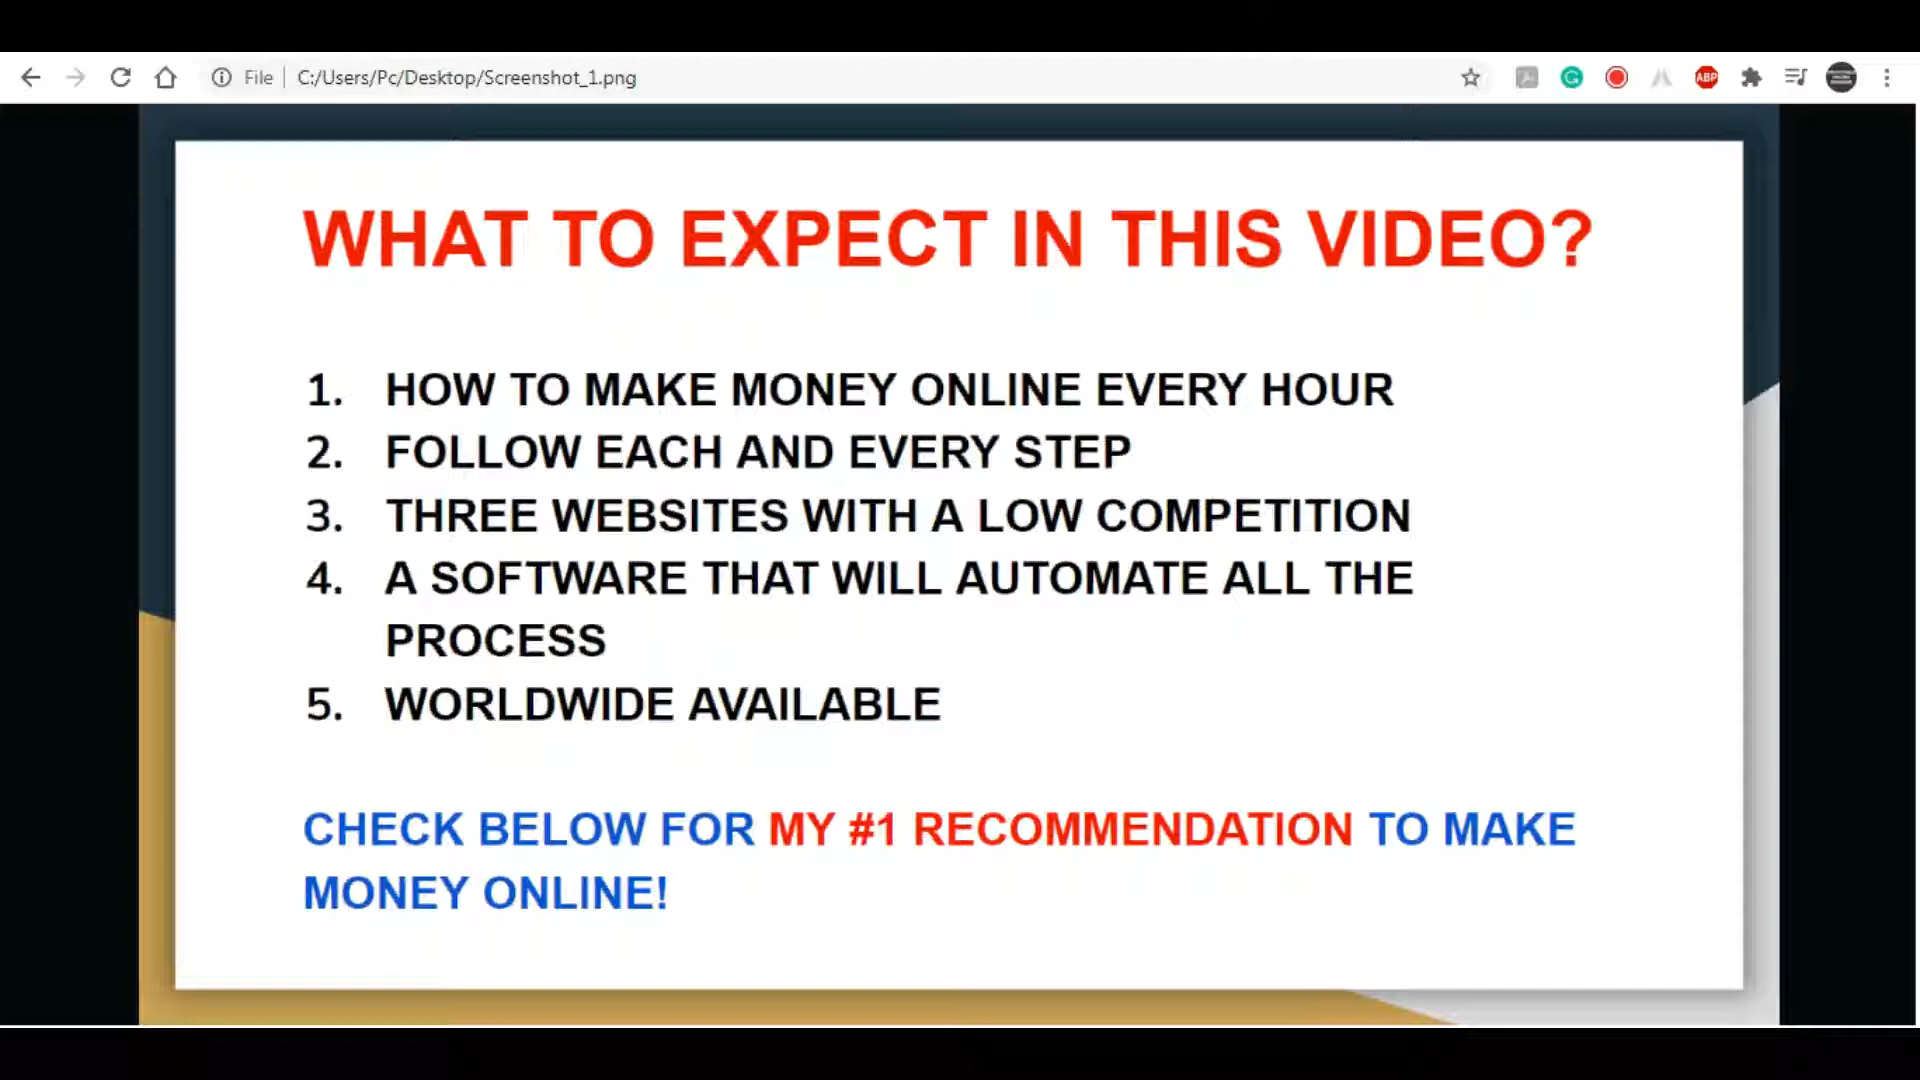 File
C:/Users/Pc/Desktop/Screenshot_1.png
ABP
WHAT TO EXPECT IN THIS VIDEO?
1. HOW TO MAKE MONEY ONLINE EVERY HOUR
2. FOLLOW EACH AND EVERY STEP
3. THREE WEBSITES WITH A LOW COMPETITION
4. A SOFTWARE THAT WILL AUTOMATE ALL THE
PROCESS
5. WORLDWIDE AVAILABLE
CHECK BELOW FOR MY #1 RECOMMENDATION TO MAKE
MONEY ONLINE!